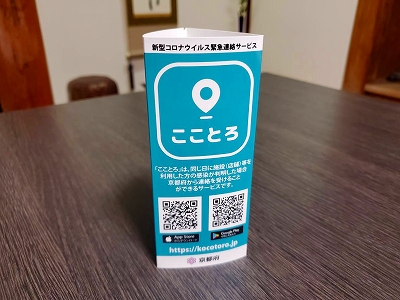 新型コロナウイルス緊急連絡サービス
こことろ
「こことろ」は、同じ日に施設(店舗)等を
利用した方の感染が判明した場合
京都府から連絡を受けること
ができるサービスです。
App Store
Google Play
https://kocotoro.jp
京都府